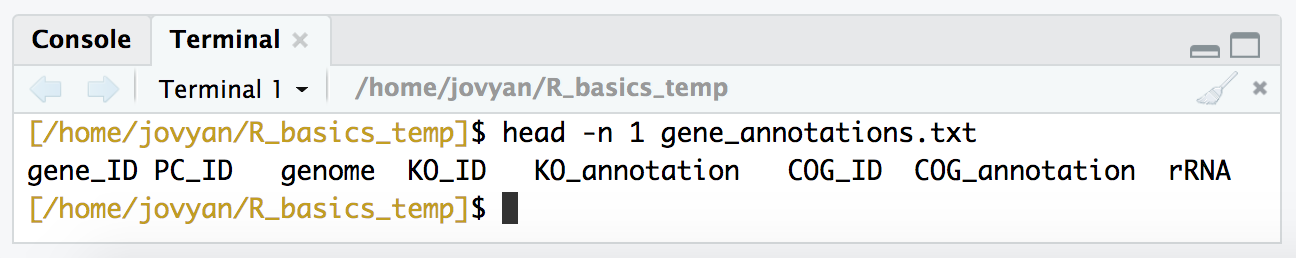 Console Terminal
Terminal 1 /home/jovyan/R_basics_temp
[/home/jovyan/R_basics_temp]$ head -n 1 gene_annotations.txt
gene_ID PC_ID genome KO_ID KO_annotation COG_ID COG_annotation rRNA
[/home/jovyan/R_basics_temp]$